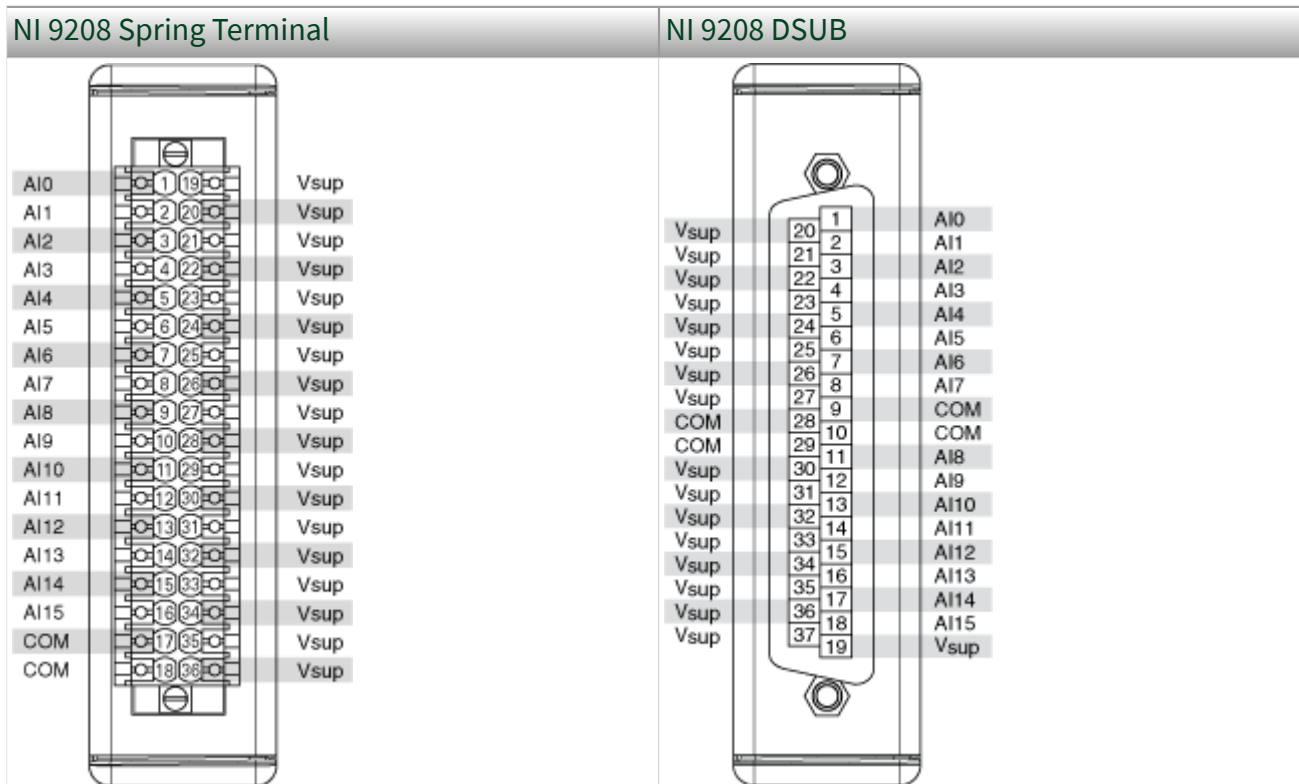 NI 9208 Spring Terminal
NI 9208 DSUB
AI0 1 19 Vsup
AI1 2 20 Vsup
AI2 3 21 Vsup
AI3 4 22 Vsup
AI4 5 23 Vsup
AI5 6 24 Vsup
AI6 7 25 Vsup
AI7 8 26 Vsup
AI8 9 27 Vsup
AI9 10 28 Vsup
AI10 11 29 Vsup
AI11 12 30 Vsup
AI12 13 31 Vsup
AI13 14 32 Vsup
AI14 15 33 Vsup
AI15 16 34 Vsup
COM 17 35 Vsup
COM 18 36 Vsup
1 AI0
Vsup 20
2 AI1
Vsup 21
3 AI2
Vsup 22
4 AI3
Vsup 23
5 AI4
Vsup 24
6 AI5
Vsup 25
7 AI6
Vsup 26
8 AI7
Vsup 27
9 COM
COM 28
10 COM
COM 29
11 AI8
Vsup 30
12 AI9
Vsup 31
13 AI10
Vsup 32
14 AI11
Vsup 33
15 AI12
Vsup 34
16 AI13
Vsup 35
17 AI14
Vsup 36
18 AI15
Vsup 37
19 Vsup